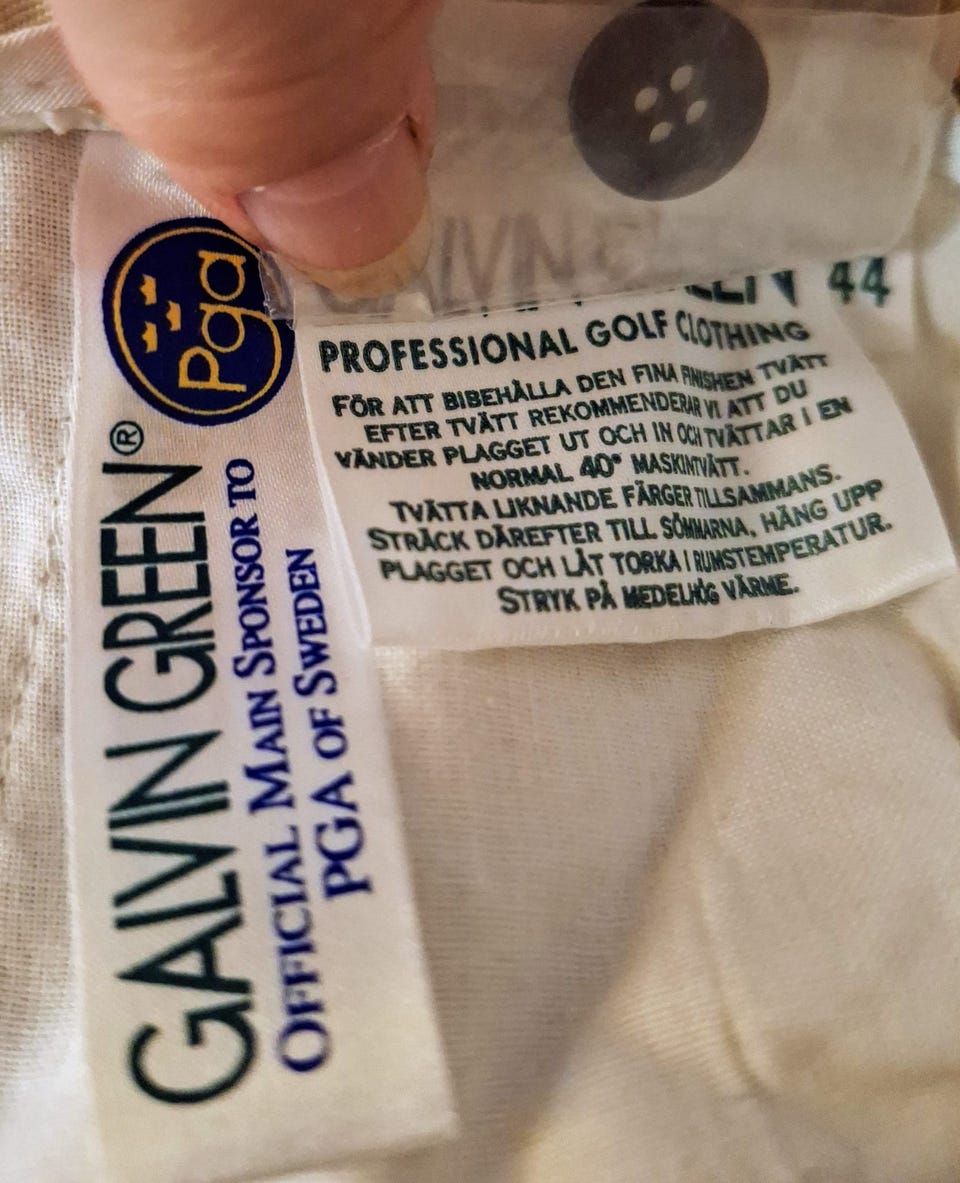 Pga
GALVIN GREEN®
OFFICIAL MAIN SPONSOR TO
PGA OF SWEDEN
44
PROFESSIONAL GOLF CLOTHING
FÖR ATT BIBEHÅLLA DEN FINA FINISHEN TVÄTT
EFTER TVÄTT REKOMMENDERAR VI ATT DU
VÄNDER PLAGGET UT OCH IN OCH TVÄTTAR I EN
NORMAL 40° MASKINTVÄTT.
TVÄTTA LIKNANDE FÄRGER TILLSAMMANS.
STRÄCK DÄREFTER TILL SÖMMARNA, HÄNG UPP
PLAGGET OCH LÅT TORKA I RUMSTEMPERATUR.
STRYK PÅ MEDELHÖG VÄRME.